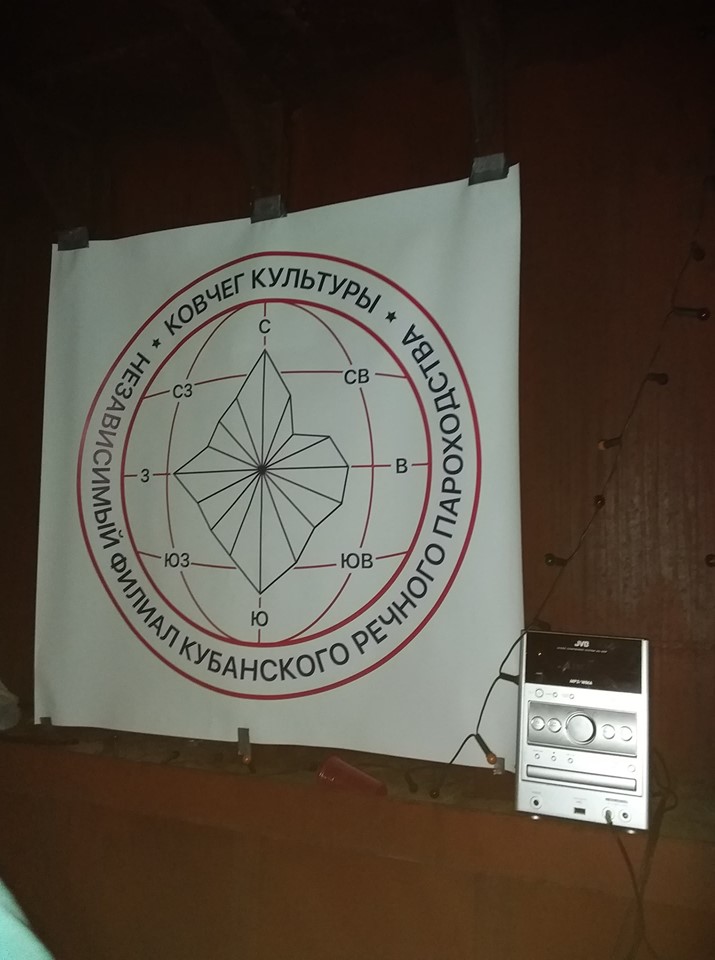 КОВЧЕГ КУЛЬТУРЫ
★ НЕЗАВИСИМЫЙ ФИЛИАЛ КУБАНСКОГО РЕЧНОГО ПАРОХОДСТВА ★
С
СЗ
СВ
З
В
ЮЗ
ЮВ
Ю
JVC
MP3/WMA